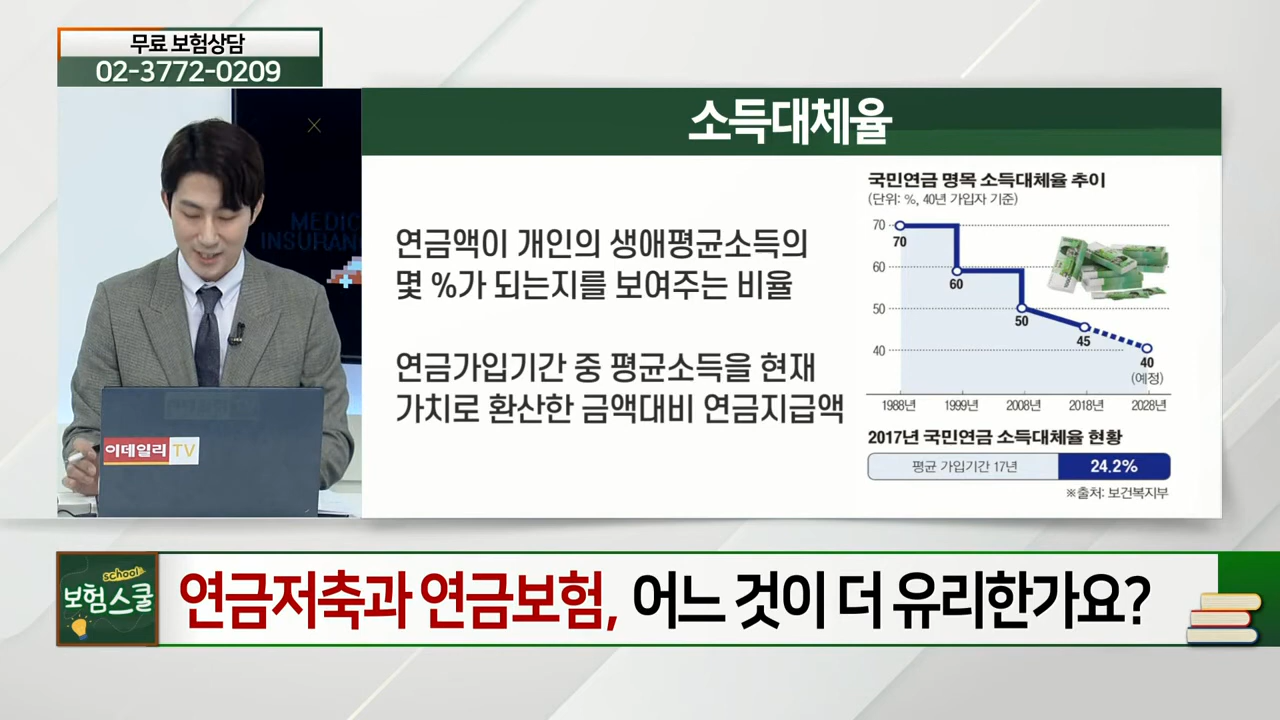 무료 보험상담
02-3772-0209
소득대체율
MEDIC
INSURAN
연금액이 개인의 생애평균소득의
몇 %가 되는지를 보여주는 비율
연금가입기간 중 평균소득을 현재
가치로 환산한 금액대비 연금지급액
국민연금 명목 소득대체율 추이
(단위: %, 40년 가입자 기준)
70
60
50
40
70
60
50
45
40
(예정)
1988년 1999년 2008년 2018년 2028년
2017년 국민연금 소득대체율 현황
평균 가입기간 17년 24.2%
※출처: 보건복지부
이데일리 TV
school
보험스쿨
연금저축과 연금보험, 어느 것이 더 유리한가요?